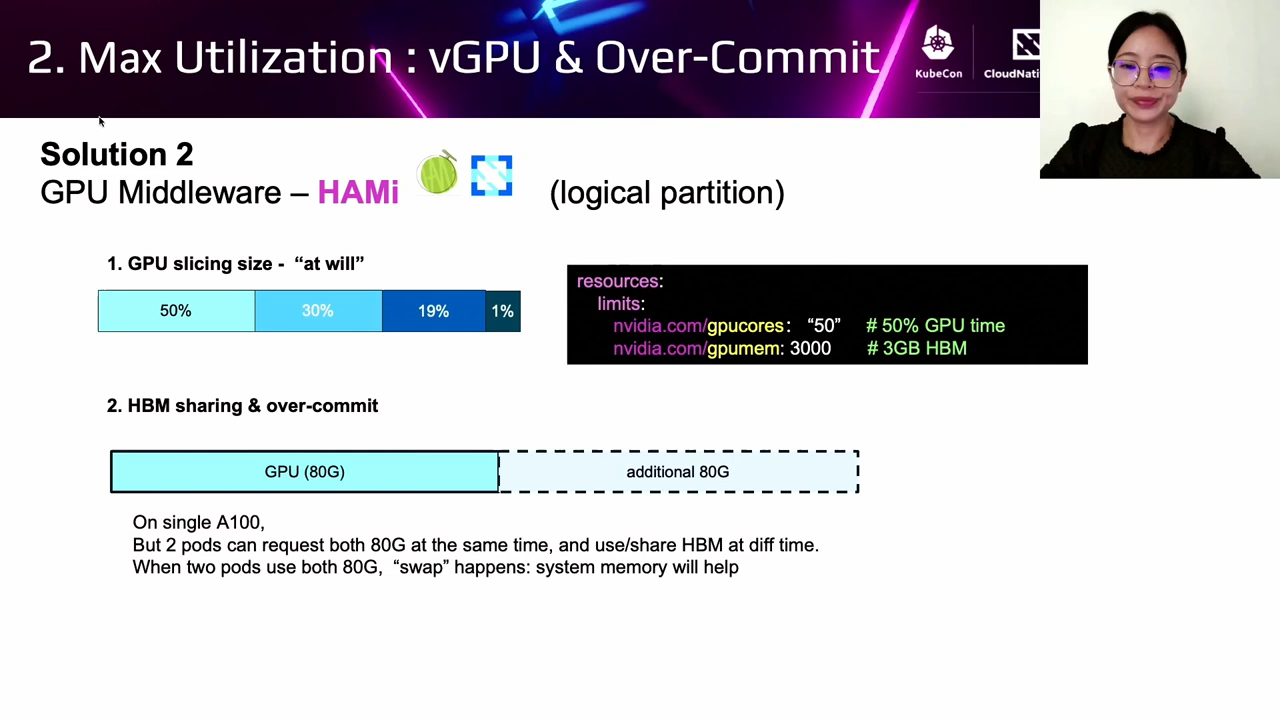 2. Max Utilization : vGPU & Over-Commit
KubeCon
CloudNati
Solution 2
GPU Middleware – HAMi
(logical partition)
1. GPU slicing size - “at will”
50% 30% 19% 1%
resources:
limits:
nvidia.com/gpucores: “50” # 50% GPU time
nvidia.com/gpumem: 3000 # 3GB HBM
2. HBM sharing & over-commit
GPU (80G)
additional 80G
On single A100,
But 2 pods can request both 80G at the same time, and use/share HBM at diff time.
When two pods use both 80G, “swap” happens: system memory will help